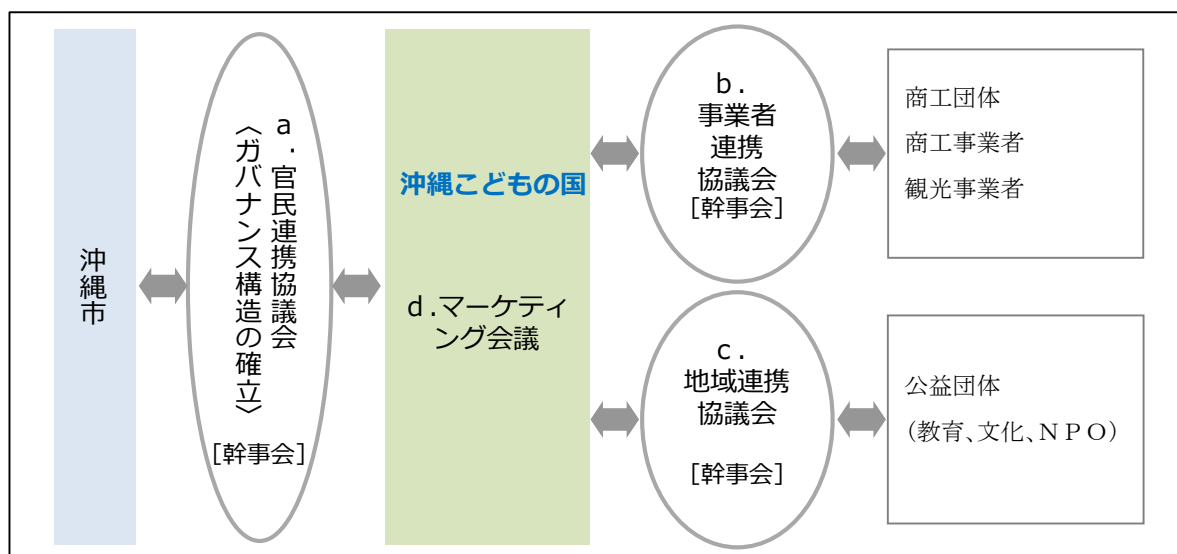 沖縄市
a．官民連携協議会
〈ガバナンス構造の確立〉
[幹事会]
沖縄こどもの国
d.マーケティ
ング会議
b.
事業者
連携
協議会
[幹事会]
商工団体
商工事業者
観光事業者
c.
地域連携
協議会
[幹事会]
公益団体
（教育、文化、ＮＰＯ）